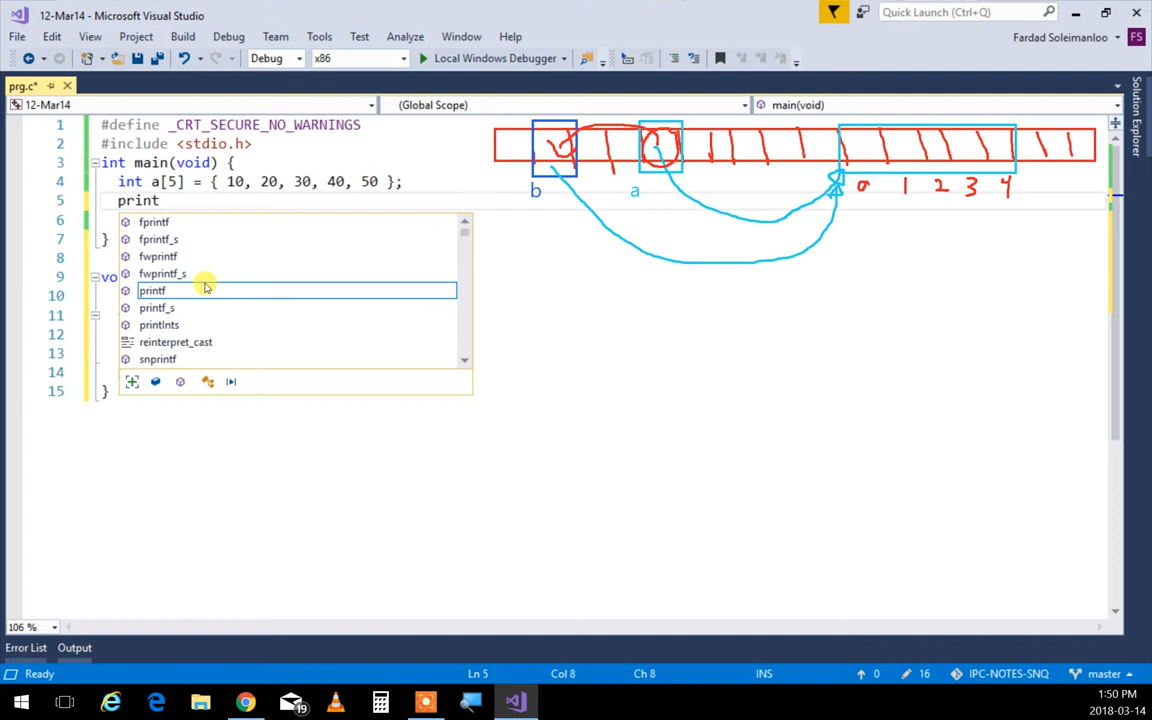 12-Mar14 - Microsoft Visual Studio
Quick Launch (Ctrl+Q)
File Edit View Project Build Debug Team Tools Test Analyze Window Help
Fardad Soleimanloo FS
Debug x86 Local Windows Debugger
prg.c*
12-Mar14 (Global Scope) main(void)
1 #define _CRT_SECURE_NO_WARNINGS
2 #include <stdio.h>
3 int main(void) {
4 int a[5] = { 10, 20, 30, 40, 50 };
5 print
6
7 }
8
9 vo
10
11
12
13
14
15 }
fprintf
fprintf_s
fwprintf
fwprintf_s
printf
printf_s
printInts
reinterpret_cast
snprintf
b a 0 1 2 3 4
Solution Explorer
106 %
Error List Output
Ready Ln 5 Col 8 Ch 8 INS 0 16 IPC-NOTES-SNQ master
19
1:50 PM
2018-03-14